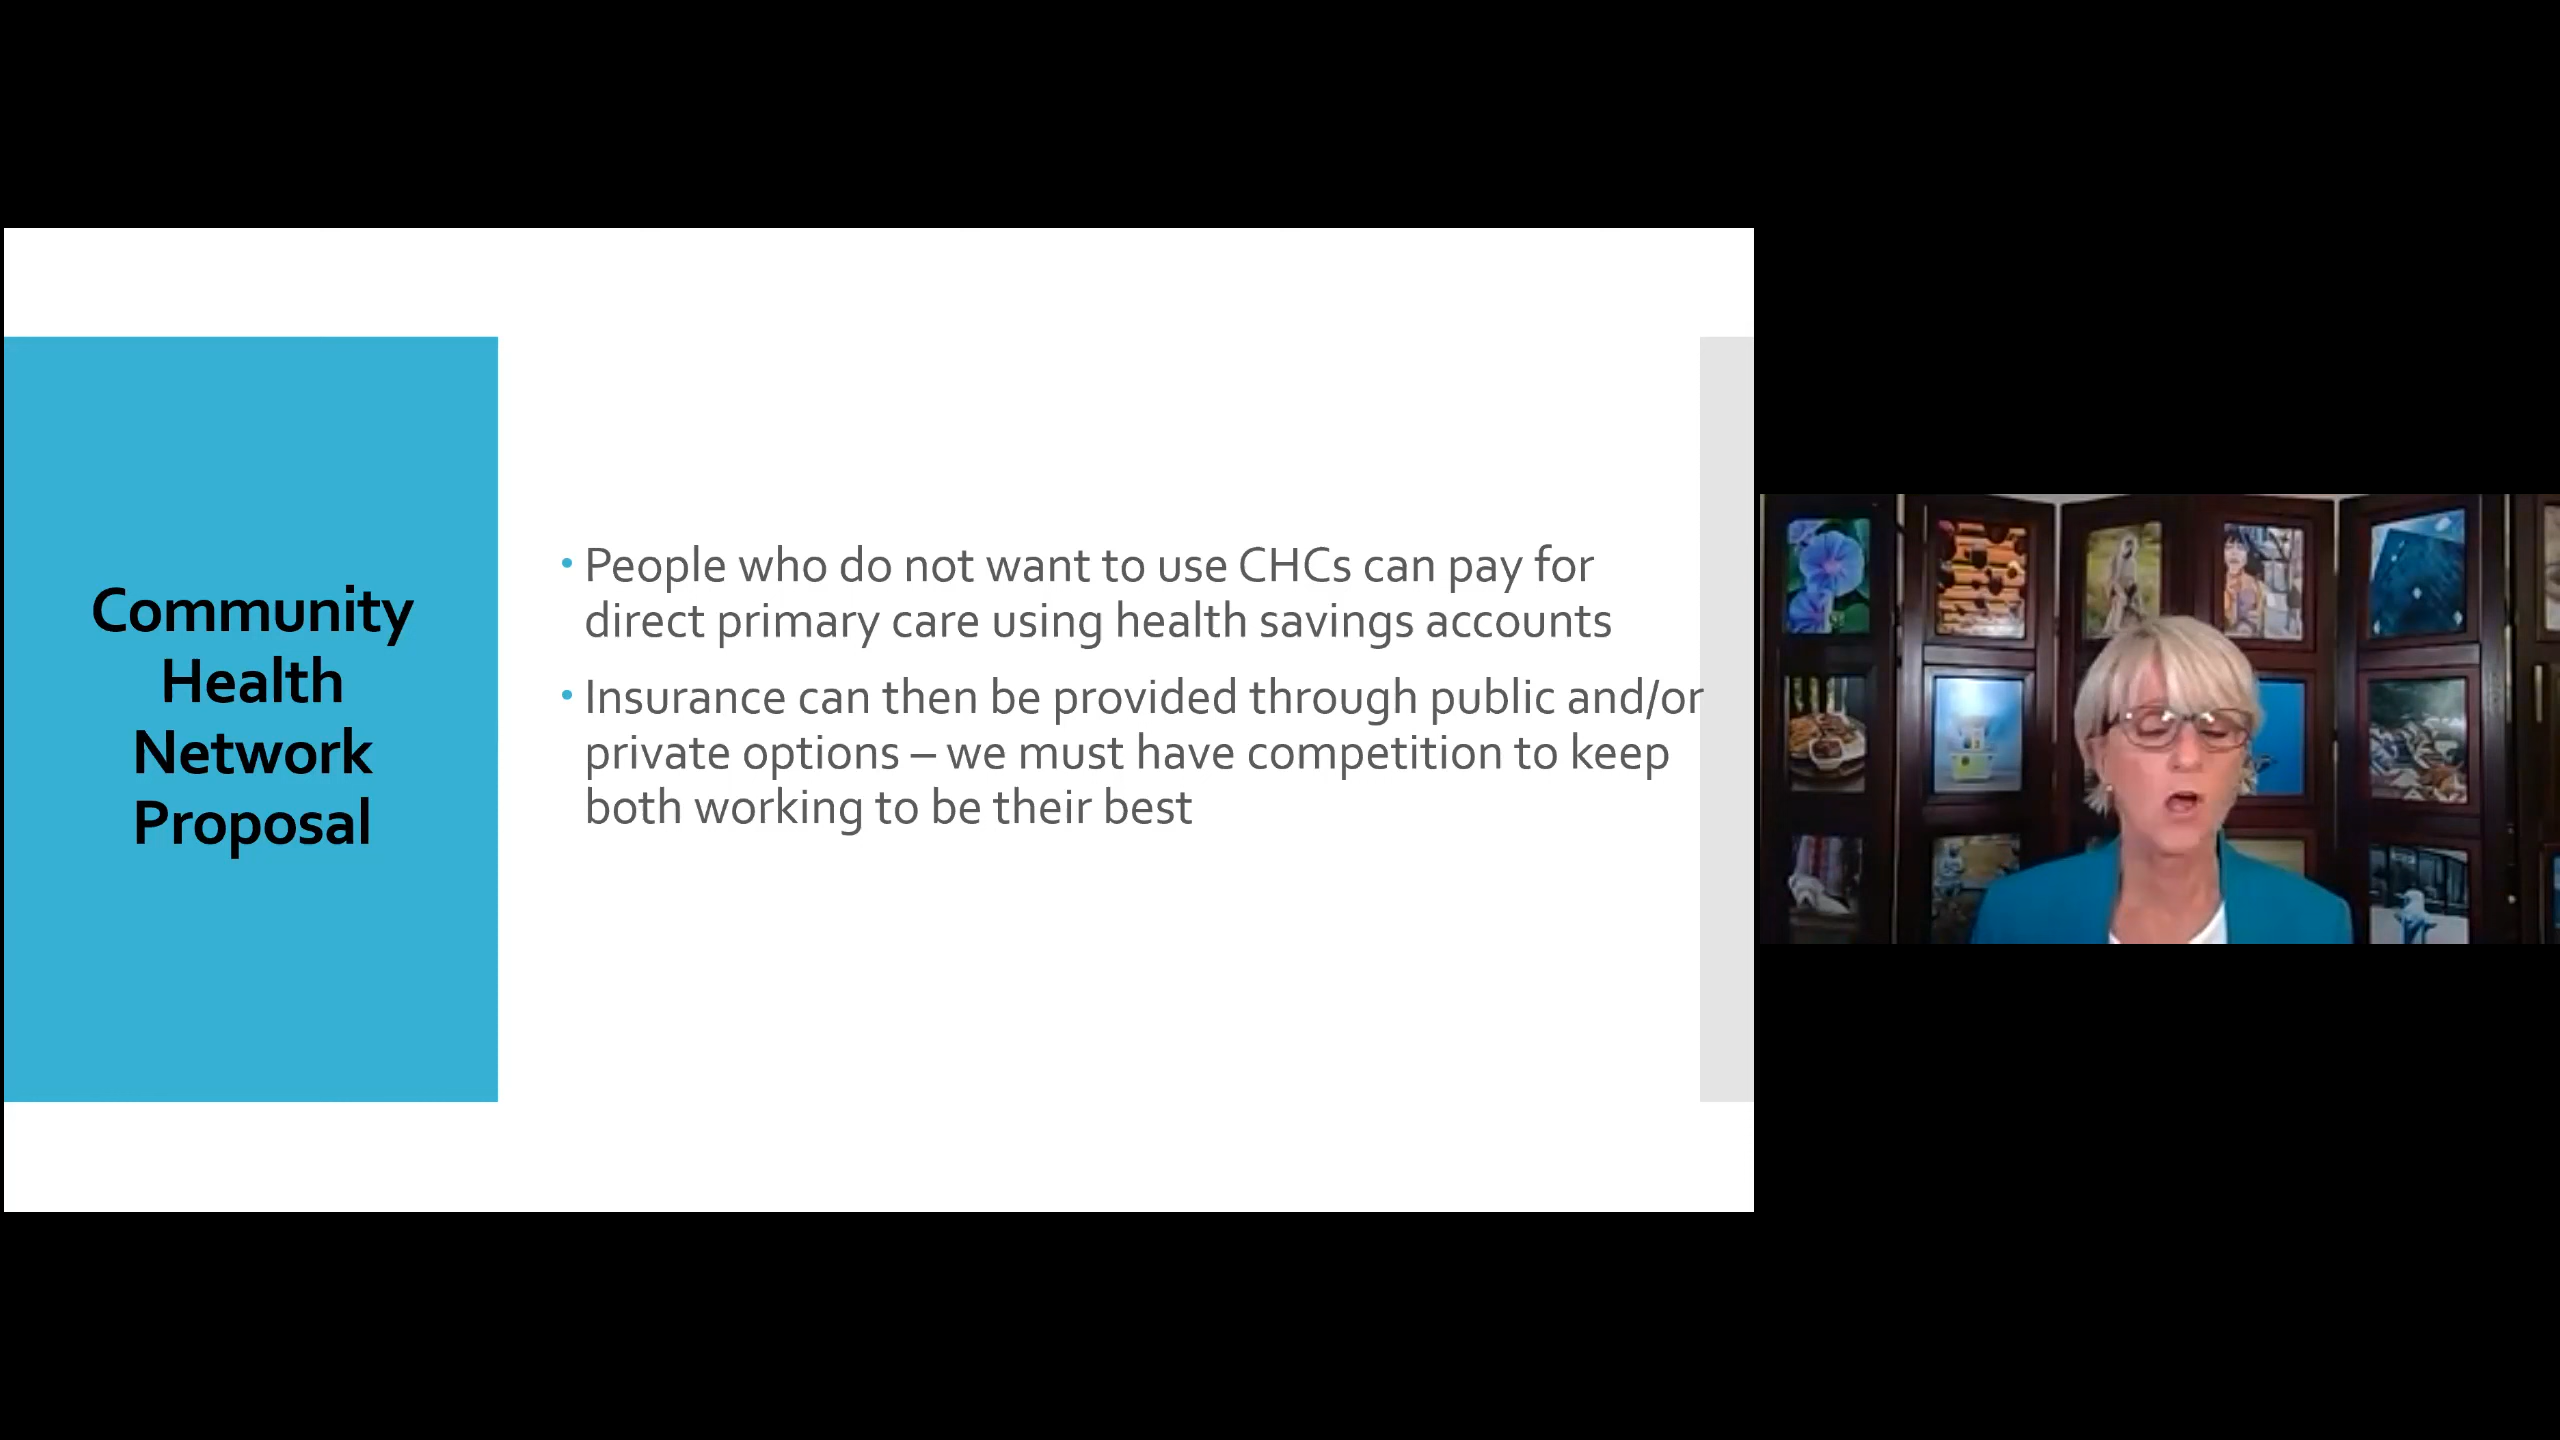 Community
Health
Network
Proposal
• People who do not want to use CHCs can pay for
direct primary care using health savings accounts
• Insurance can then be provided through public and/or
private options – we must have competition to keep
both working to be their best